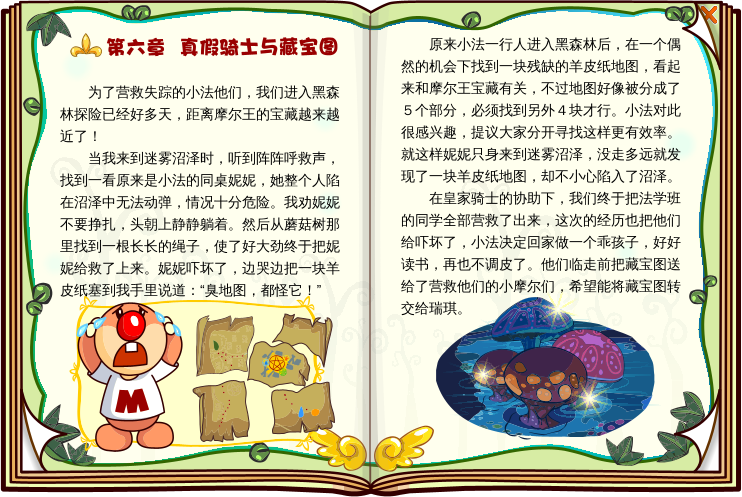 第六章 真假骑士与藏宝图
为了营救失踪的小法他们，我们进入黑森
林探险已经好多天，距离摩尔王的宝藏越来越
近了！
当我来到迷雾沼泽时，听到阵阵呼救声，
找到一看原来是小法的同桌妮妮，她整个人陷
在沼泽中无法动弹，情况十分危险。我劝妮妮
不要挣扎，头朝上静静躺着。然后从蘑菇树那
里找到一根长长的绳子，使了好大劲终于把妮
妮给救了上来。妮妮吓坏了，边哭边把一块羊
皮纸塞到我手里说道：“臭地图，都怪它！”
M
原来小法一行人进入黑森林后，在一个偶
然的机会下找到一块残缺的羊皮纸地图，看起
来和摩尔王宝藏有关，不过地图好像被分成了
５个部分，必须找到另外４块才行。小法对此
很感兴趣，提议大家分开寻找这样更有效率。
就这样妮妮只身来到迷雾沼泽，没走多远就发
现了一块羊皮纸地图，却不小心陷入了沼泽。
在皇家骑士的协助下，我们终于把法学班
的同学全部营救了出来，这次的经历也把他们
给吓坏了，小法决定回家做一个乖孩子，好好
读书，再也不调皮了。他们临走前把藏宝图送
给了营救他们的小摩尔们，希望能将藏宝图转
交给瑞琪。